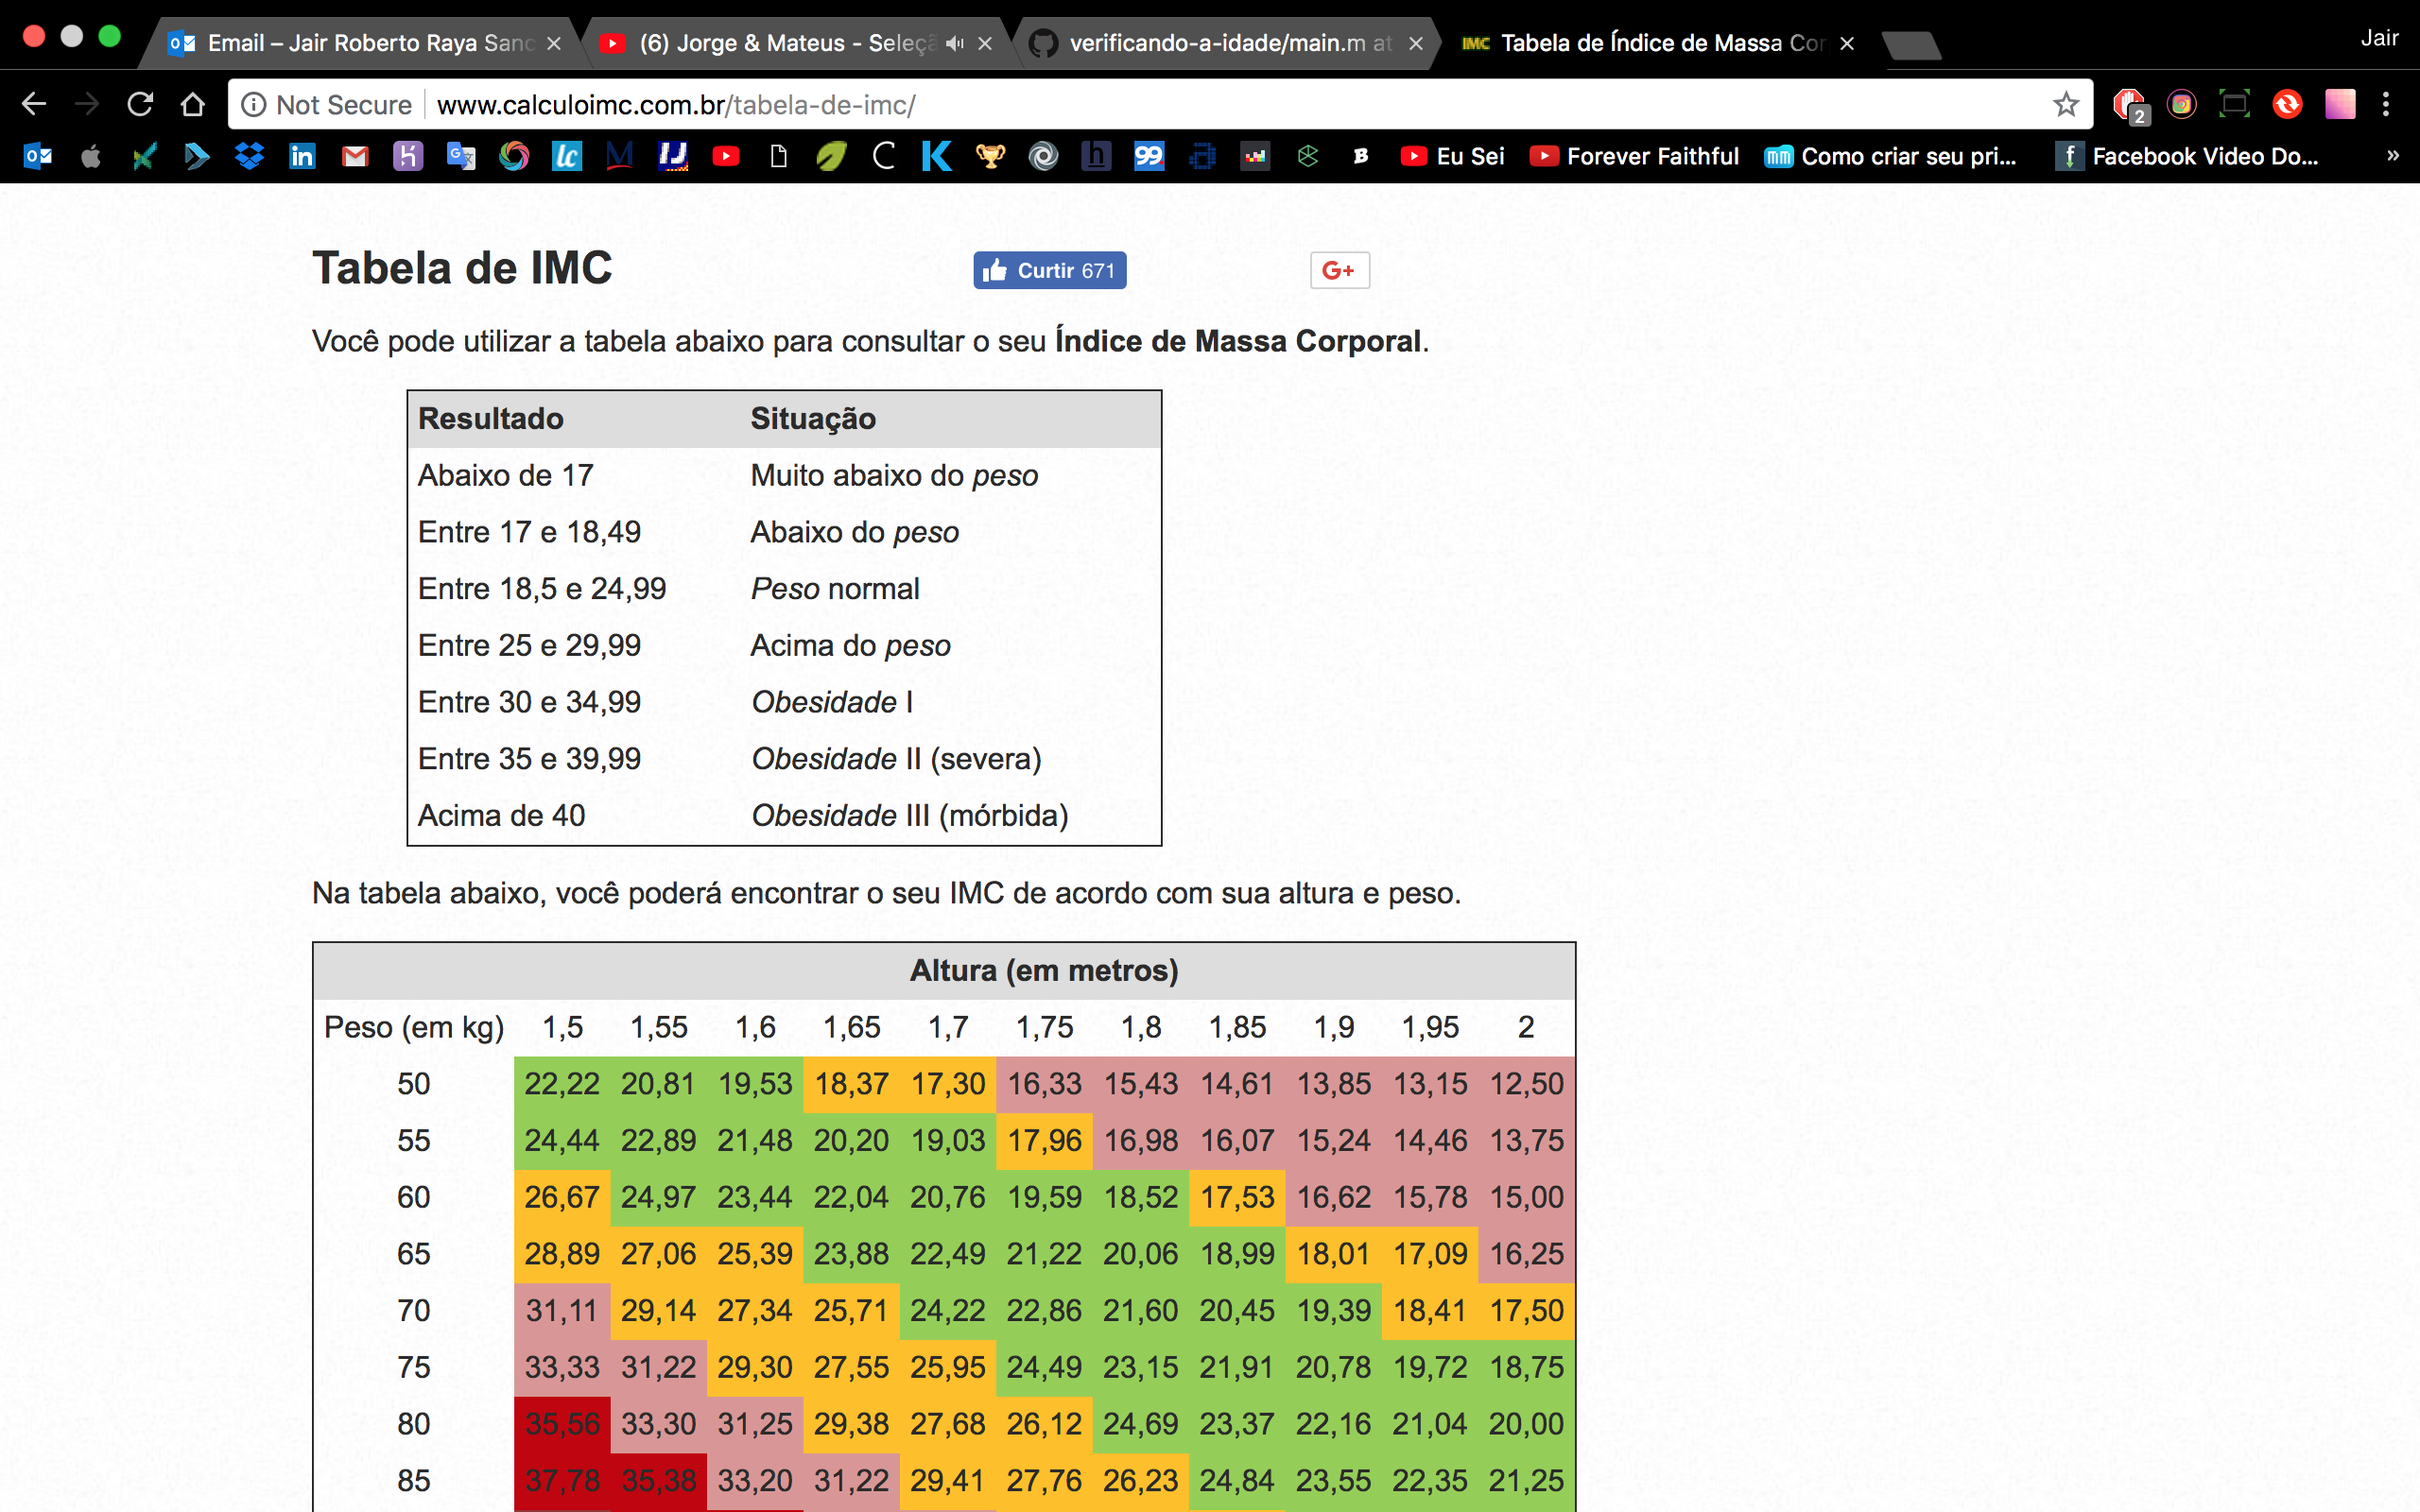 Email – Jair Roberto Raya Sanc
(6) Jorge & Mateus - Seleçã
verificando-a-idade/main.m at
IMC Tabela de Índice de Massa Cor
Jair
Not Secure www.calculoimc.com.br/tabela-de-imc/
2
Eu Sei Forever Faithful Como criar seu pri... Facebook Video Do... »
Tabela de IMC
Curtir 671
G+
Você pode utilizar a tabela abaixo para consultar o seu Índice de Massa Corporal.
Resultado Situação
Abaixo de 17 Muito abaixo do peso
Entre 17 e 18,49 Abaixo do peso
Entre 18,5 e 24,99 Peso normal
Entre 25 e 29,99 Acima do peso
Entre 30 e 34,99 Obesidade I
Entre 35 e 39,99 Obesidade II (severa)
Acima de 40 Obesidade III (mórbida)
Na tabela abaixo, você poderá encontrar o seu IMC de acordo com sua altura e peso.
Altura (em metros)
Peso (em kg) 1,5 1,55 1,6 1,65 1,7 1,75 1,8 1,85 1,9 1,95 2
50 22,22 20,81 19,53 18,37 17,30 16,33 15,43 14,61 13,85 13,15 12,50
55 24,44 22,89 21,48 20,20 19,03 17,96 16,98 16,07 15,24 14,46 13,75
60 26,67 24,97 23,44 22,04 20,76 19,59 18,52 17,53 16,62 15,78 15,00
65 28,89 27,06 25,39 23,88 22,49 21,22 20,06 18,99 18,01 17,09 16,25
70 31,11 29,14 27,34 25,71 24,22 22,86 21,60 20,45 19,39 18,41 17,50
75 33,33 31,22 29,30 27,55 25,95 24,49 23,15 21,91 20,78 19,72 18,75
80 35,56 33,30 31,25 29,38 27,68 26,12 24,69 23,37 22,16 21,04 20,00
85 37,78 35,38 33,20 31,22 29,41 27,76 26,23 24,84 23,55 22,35 21,25